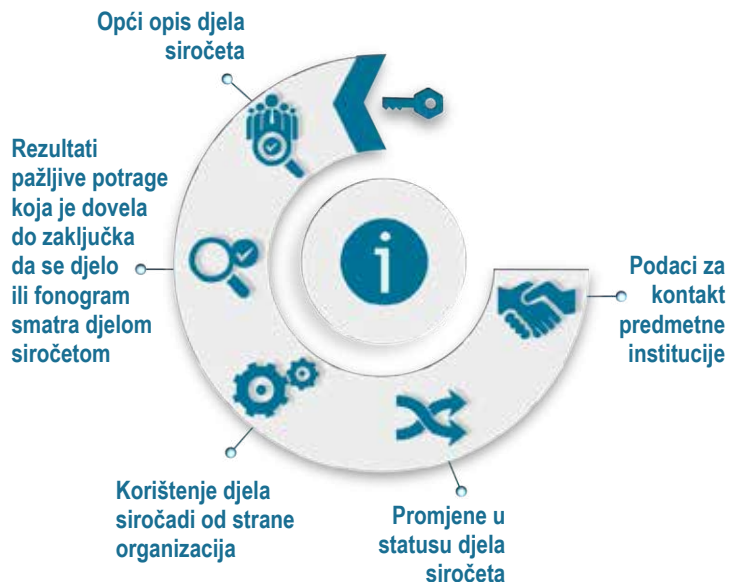 Opći opis djela
siročeta
Rezultati
pažljive potrage
koja je dovela
do zaključka
da se djelo
ili fonogram
smatra djelom
siročetom
Korištenje djela
siročadi od strane
organizacija
Promjene u
statusu djela
siročeta
Podaci za
kontakt
predmetne
institucije